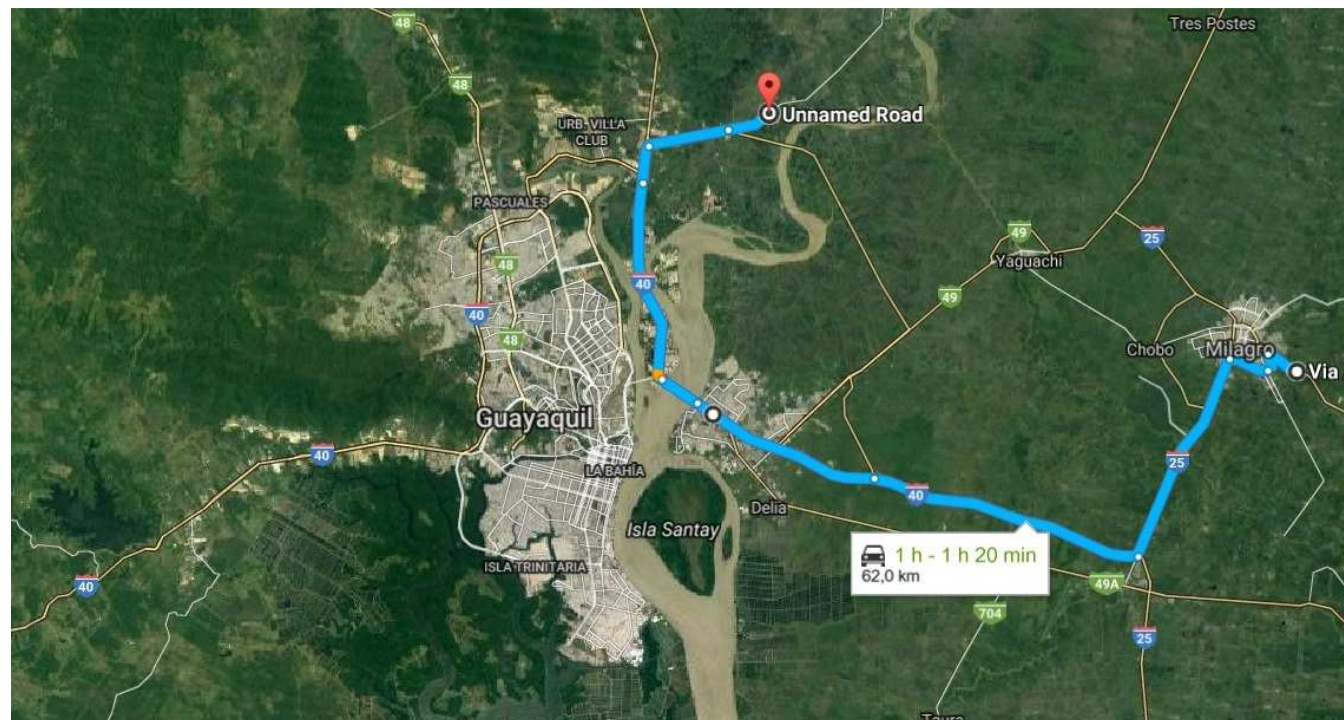 48
Tres Postes
48
Unnamed Road
URB. VILLA
CLUB
PASCUALES
49
25
Yaguachi
48
40
49
40
48
Chobo
Milagro
Via
Guayaquil
40
LA BAHÍA
25
40
Delia
Isla Santay
1 h - 1 h 20 min
62,0 km
ISLA TRINITARIA
40
49A
704
25
Taura